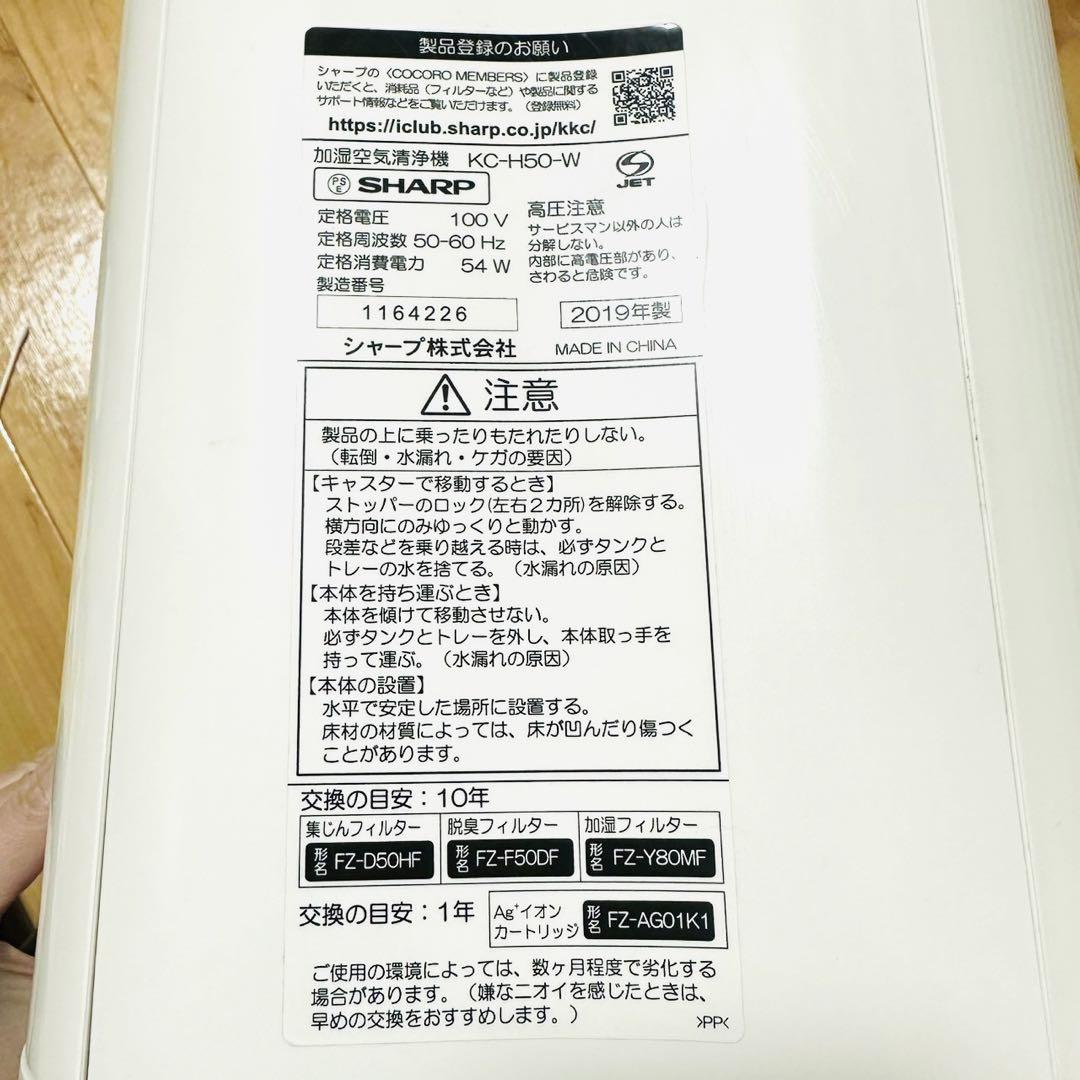 製品登録のお願い
シャープの〈COCORO MEMBERS〉に製品登録
いただくと、消耗品（フィルターなど）や製品に関する
サポート情報などをご覧いただけます。（登録無料）
https://iclub.sharp.co.jp/kkc/
加湿空気清浄機 KC-H50-W
PS E SHARP
JET
定格電圧 100 V
定格周波数 50-60 Hz
定格消費電力 54 W
製造番号
1164226
高圧注意
サービスマン以外の人は
分解しない。
内部に高電圧部があり、
さわると危険です。
2019年製
シャープ株式会社 MADE IN CHINA
注意
製品の上に乗ったりもたれたりしない。
（転倒・水漏れ・ケガの要因）
【キャスターで移動するとき】
ストッパーのロック(左右２カ所)を解除する。
横方向にのみゆっくりと動かす。
段差などを乗り越える時は、必ずタンクと
トレーの水を捨てる。（水漏れの原因）
【本体を持ち運ぶとき】
本体を傾けて移動させない。
必ずタンクとトレーを外し、本体取っ手を
持って運ぶ。（水漏れの原因）
【本体の設置】
水平で安定した場所に設置する。
床材の材質によっては、床が凹んだり傷つく
ことがあります。
交換の目安：10年
集じんフィルター
形名 FZ-D50HF
脱臭フィルター
形名 FZ-F50DF
加湿フィルター
形名 FZ-Y80MF
交換の目安：1年
Ag⁺イオン
カートリッジ
形名 FZ-AG01K1
ご使用の環境によっては、数ヶ月程度で劣化する
場合があります。（嫌なニオイを感じたときは、
早めの交換をおすすめします。）
>PP<